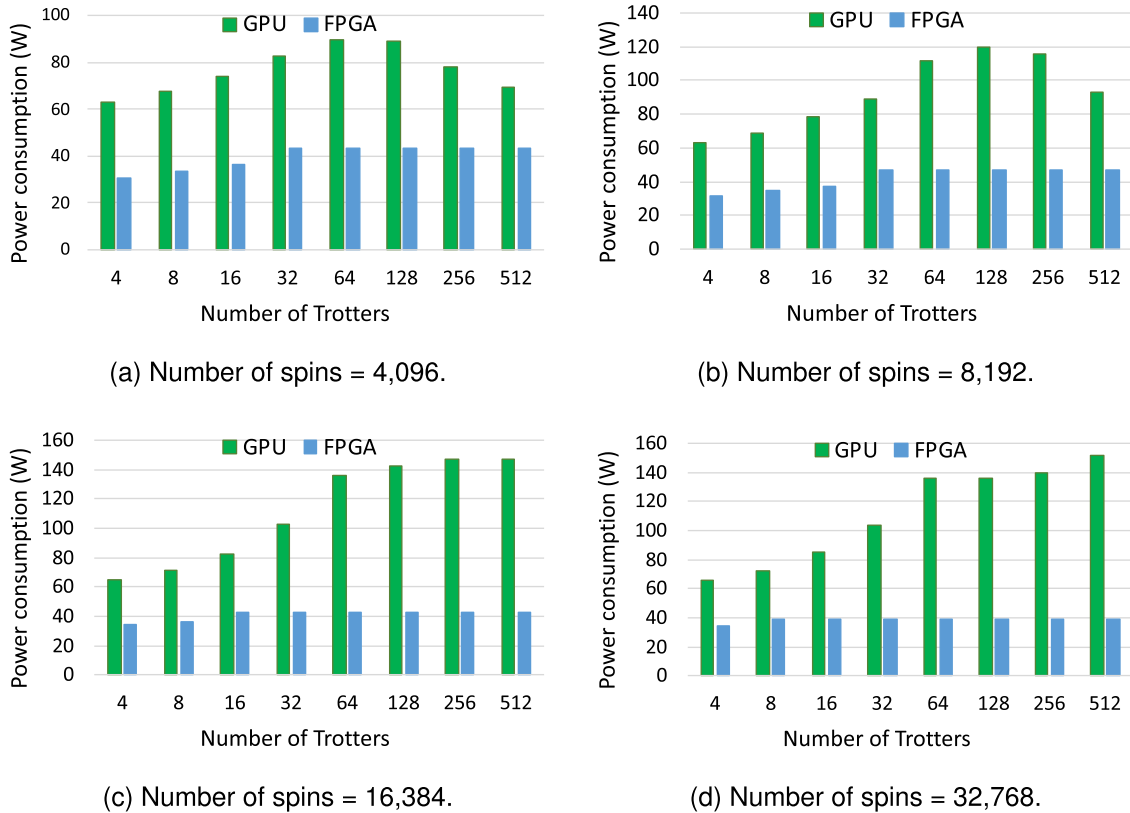 GPU FPGA
Power consumption (W)
100
80
60
40
20
0
4 8 16 32 64 128 256 512
Number of Trotters
(a) Number of spins = 4,096.
GPU FPGA
Power consumption (W)
140
120
100
80
60
40
20
0
4 8 16 32 64 128 256 512
Number of Trotters
(b) Number of spins = 8,192.
GPU FPGA
Power consumption (W)
160
140
120
100
80
60
40
20
0
4 8 16 32 64 128 256 512
Number of Trotters
(c) Number of spins = 16,384.
GPU FPGA
Power consumption (W)
160
140
120
100
80
60
40
20
0
4 8 16 32 64 128 256 512
Number of Trotters
(d) Number of spins = 32,768.